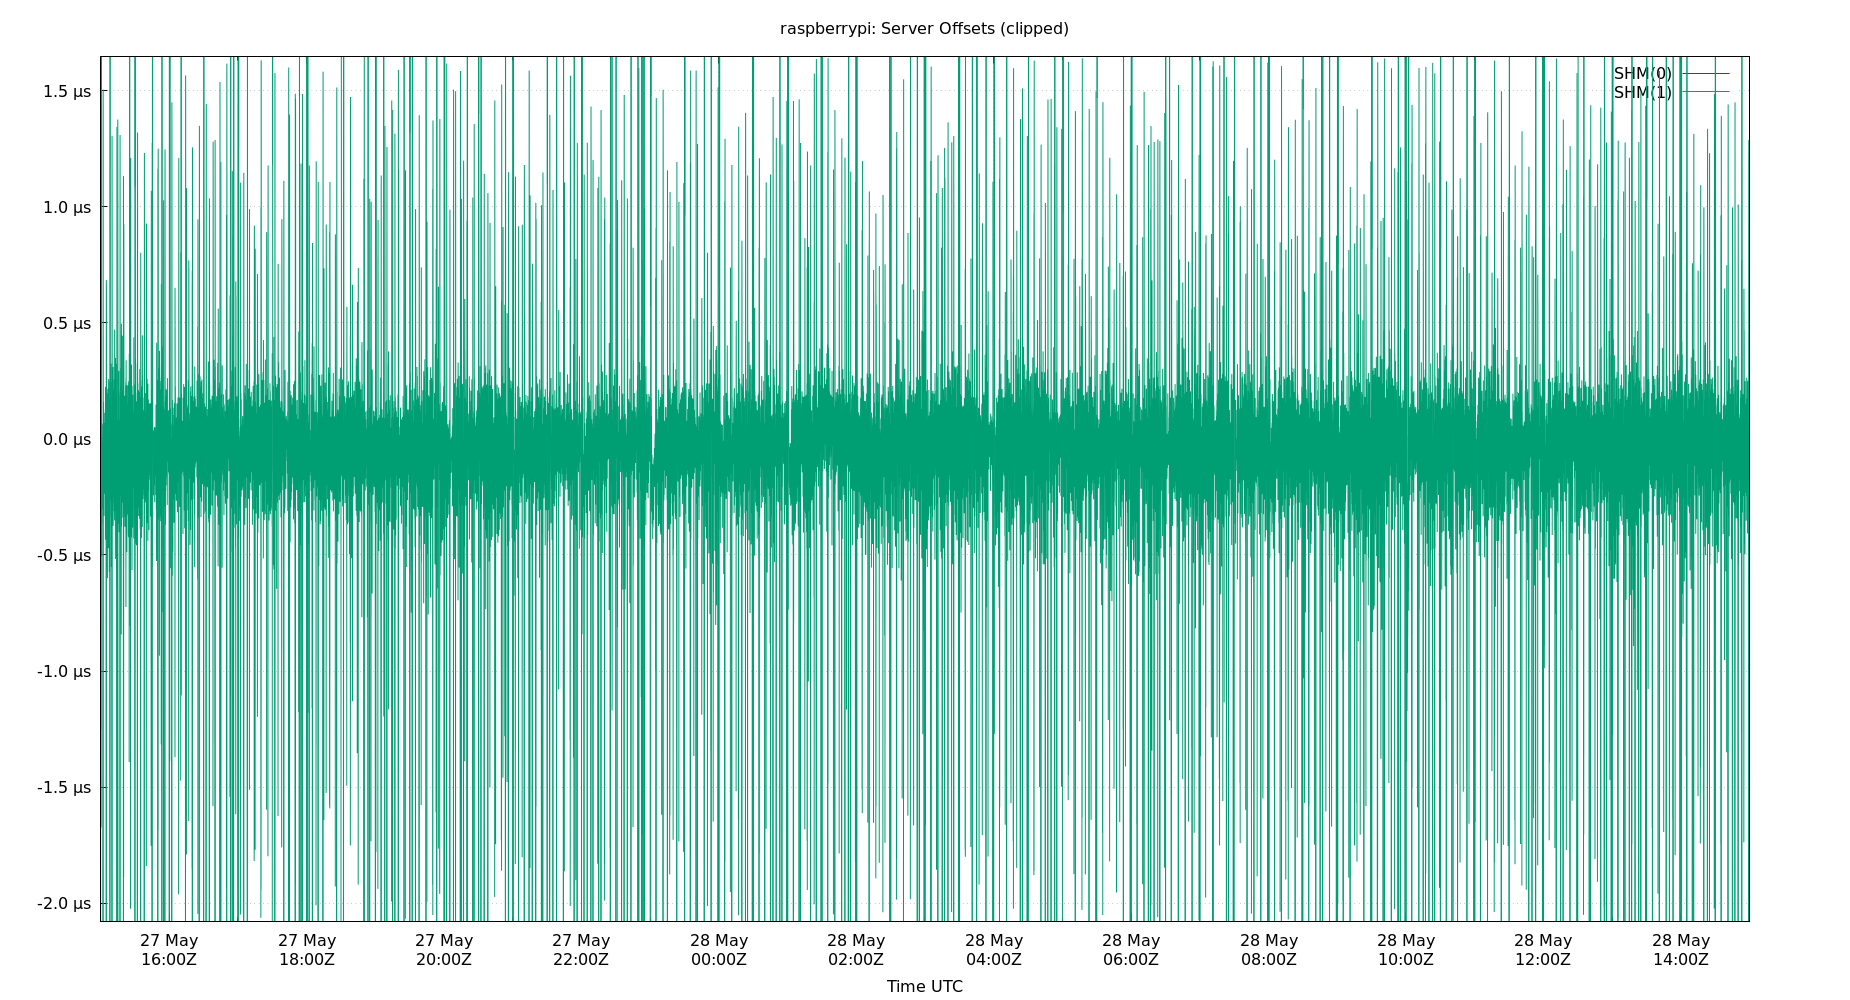 raspberrypi: Server Offsets (clipped)
SHM(0)
SHM(1)
1.5 µs
1.0 µs
0.5 µs
0.0 µs
-0.5 µs
-1.0 µs
-1.5 µs
-2.0 µs
27 May 27 May 27 May 27 May 28 May 28 May 28 May 28 May 28 May 28 May 28 May 28 May
16:00Z 18:00Z 20:00Z 22:00Z 00:00Z 02:00Z 04:00Z 06:00Z 08:00Z 10:00Z 12:00Z 14:00Z
Time UTC